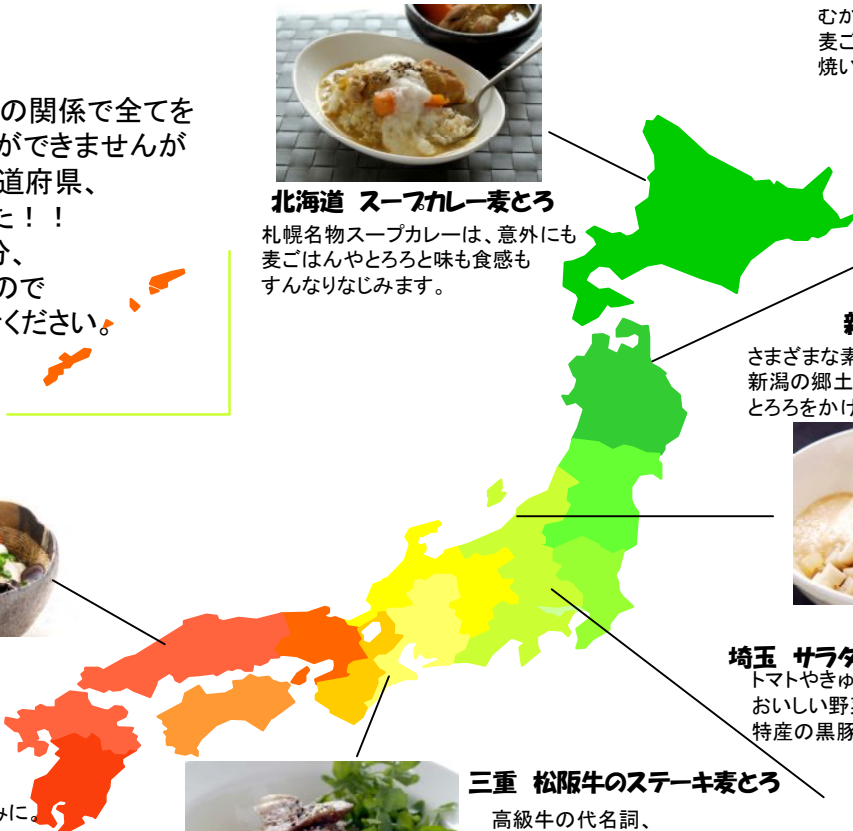 の関係で全てを
ができませんが
道府県、
た！！
分、
ので
ください。
北海道 スープカレー麦とろ
札幌名物スープカレーは、意外にも
麦ごはんやとろろと味も食感も
すんなりなじみます。
むか
麦ご
焼い
新
さまざまな素
新潟の郷土
とろろをかけ
埼玉 サラダ
トマトやきゅ
おいしい野菜
特産の黒豚
三重 松阪牛のステーキ麦とろ
高級牛の代名詞、
みに。